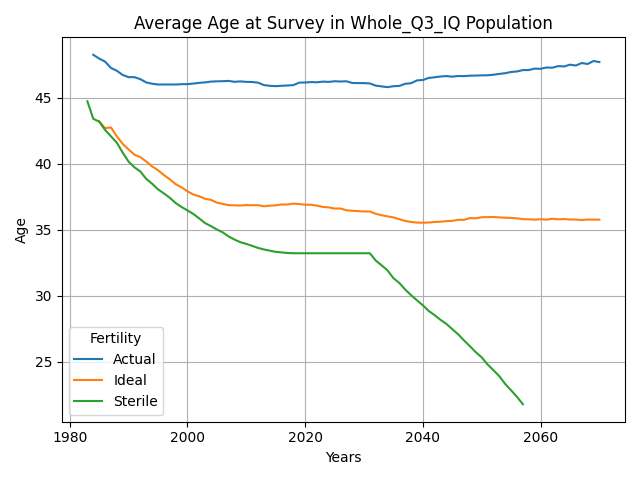 Average Age at Survey in Whole_Q3_IQ Population
Age
45
40
35
30
25
Fertility
Actual
Ideal
Sterile
1980
2000
2020
2040
2060
Years